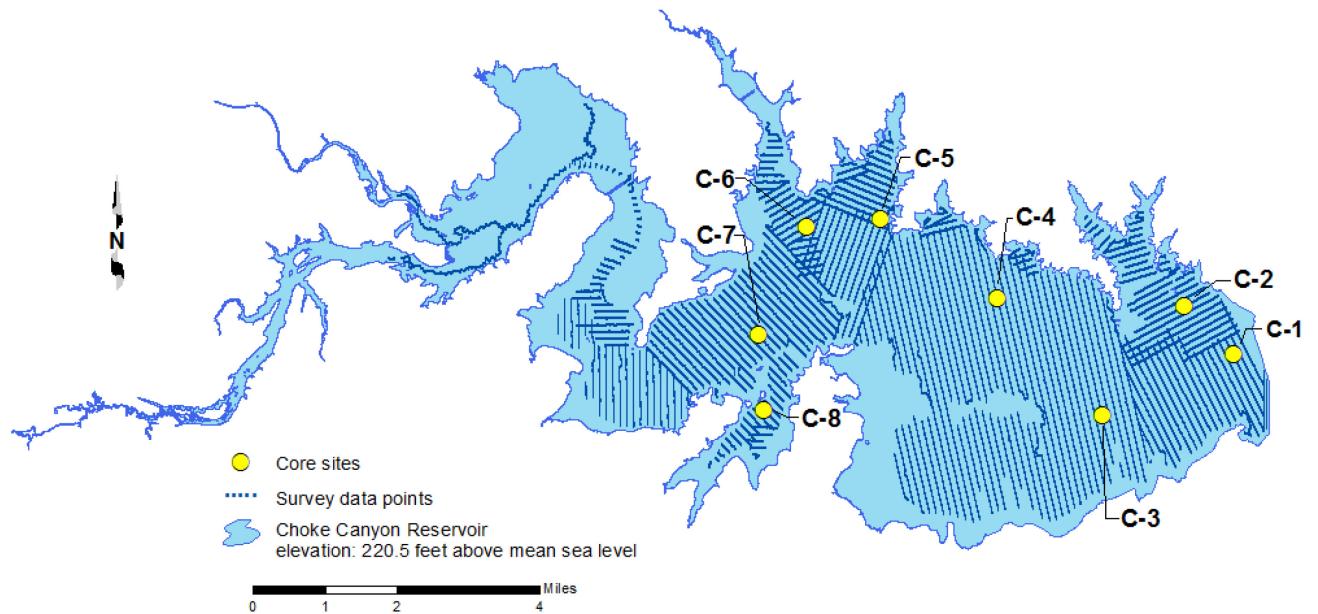 C-5
C-6
C-4
C-7
N
C-2
C-1
C-8
Core sites
Survey data points
C-3
Choke Canyon Reservoir
elevation: 220.5 feet above mean sea level
Miles
0 1 2 4